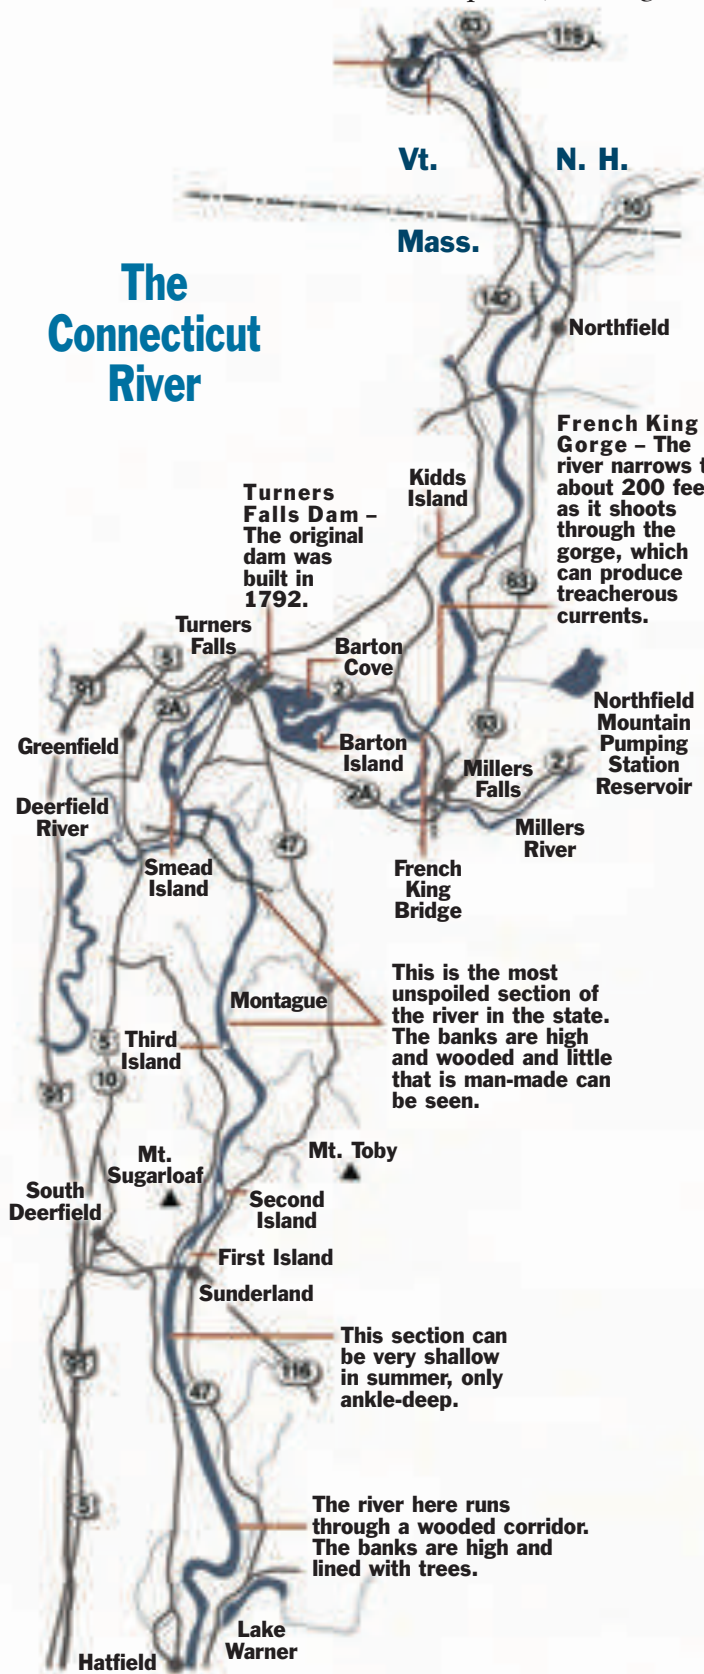 63
119
Vt.
N. H.
10
Mass.
The
Connecticut
River
142
Northfield
French King
Gorge – The
river narrows t
about 200 fee
as it shoots
through the
gorge, which
can produce
treacherous
currents.
Kidds
Island
Turners
Falls Dam –
The original
dam was
built in
1792.
63
Turners
Falls
Barton
Cove
5
91
2
2A
Northfield
Mountain
Pumping
Station
Reservoir
63
Greenfield
Barton
Island
Millers
Falls
2
2A
Deerfield
River
Millers
River
47
Smead
Island
French
King
Bridge
This is the most
unspoiled section of
the river in the state.
The banks are high
and wooded and little
that is man-made can
be seen.
Montague
5
Third
Island
10
91
Mt.
Sugarloaf
Mt. Toby
South
Deerfield
Second
Island
First Island
Sunderland
This section can
be very shallow
in summer, only
ankle-deep.
91
116
47
5
The river here runs
through a wooded corridor.
The banks are high and
lined with trees.
Lake
Warner
Hatfield